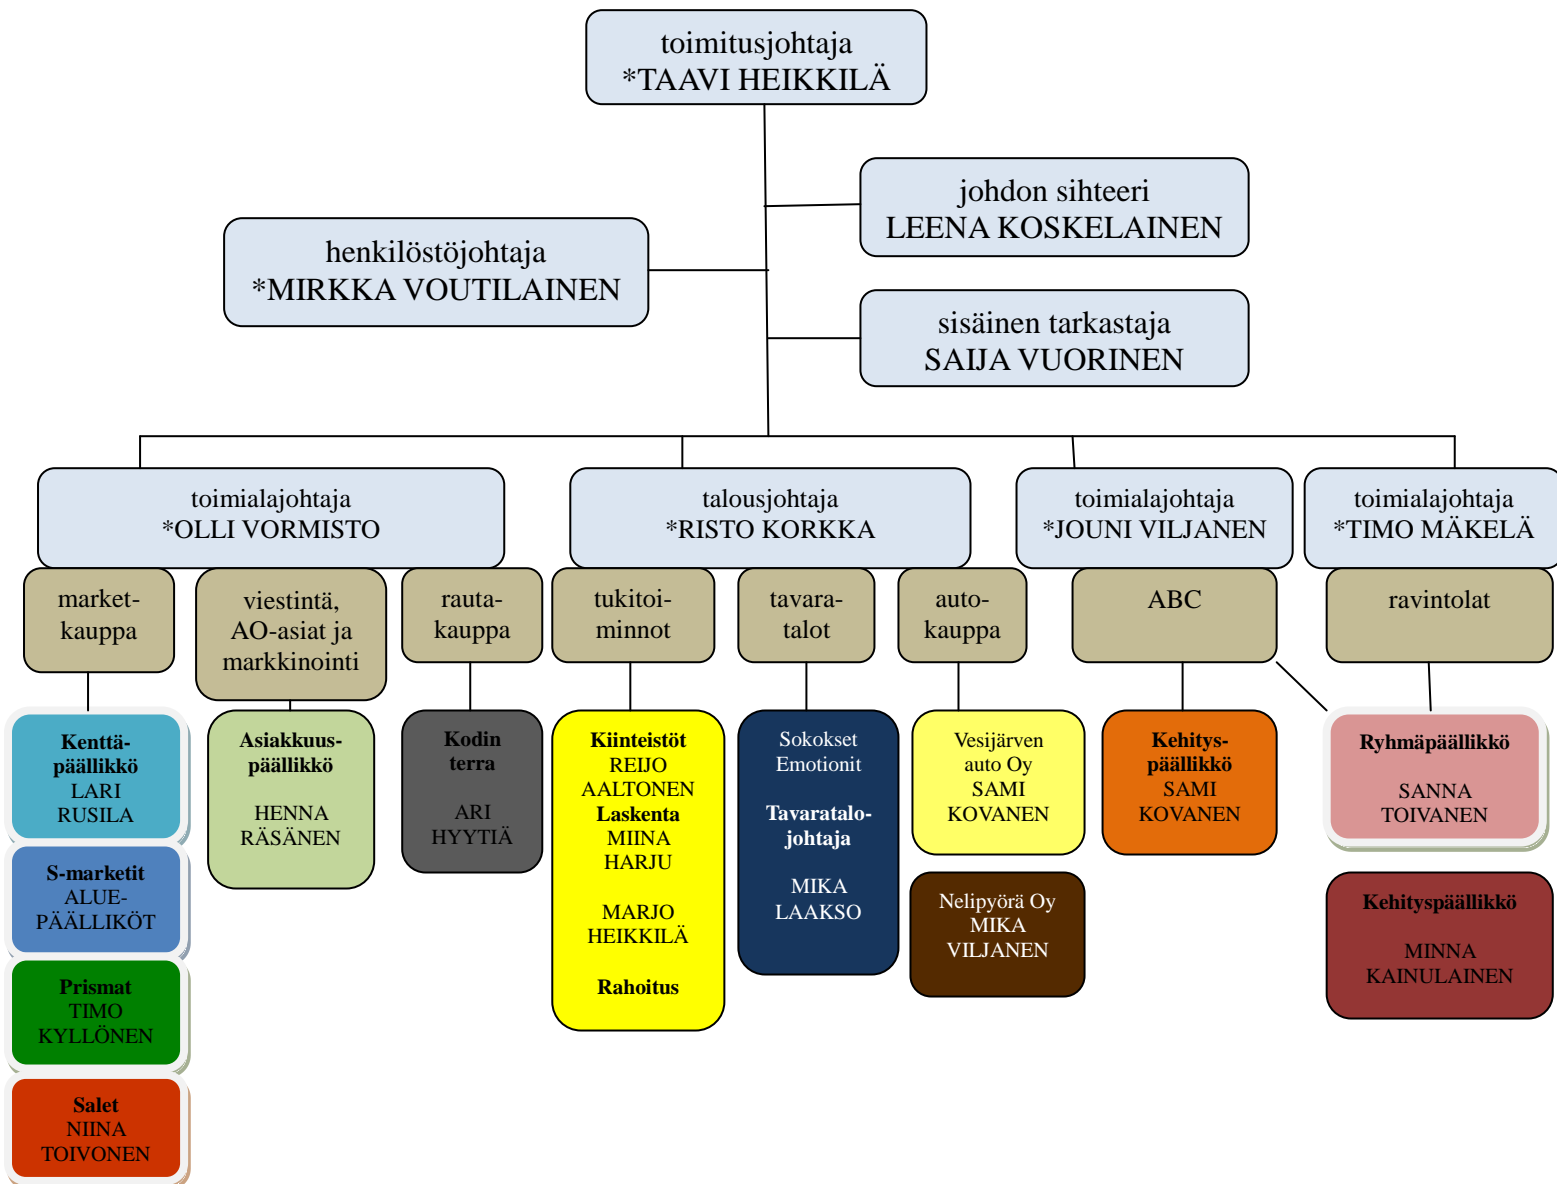 toimitusjohtaja
*TAAVI HEIKKILÄ
johdon sihteeri
LEENA KOSKELAINEN
henkilöstöjohtaja
*MIRKKA VOUTILAINEN
sisäinen tarkastaja
SAIJA VUORINEN
toimialajohtaja
*OLLI VORMISTO
talousjohtaja
*RISTO KORKKA
toimialajohtaja
*JOUNI VILJANEN
toimialajohtaja
*TIMO MÄKELÄ
market-
kauppa
viestintä,
AO-asiat ja
markkinointi
rauta-
kauppa
tukitoi-
minnot
tavara-
talot
auto-
kauppa
ABC
ravintolat
Kenttä-
päällikkö
LARI
RUSILA
S-marketit
ALUE-
PÄÄLLIKÖT
Prismat
TIMO
KYLLÖNEN
Salet
NIINA
TOIVONEN
Asiakkuus-
päällikkö
HENNA
RÄSÄNEN
Kodin
terra
ARI
HYYTIÄ
Kiinteistöt
REIJO
AALTONEN
Laskenta
MIINA
HARJU
MARJO
HEIKKILÄ
Rahoitus
Sokokset
Emotionit
Tavaratalo-
johtaja
MIKA
LAAKSO
Vesijärven
auto Oy
SAMI
KOVANEN
Nelipyörä Oy
MIKA
VILJANEN
Kehitys-
päällikkö
SAMI
KOVANEN
Ryhmäpäällikkö
SANNA
TOIVANEN
Kehityspäällikkö
MINNA
KAINULAINEN